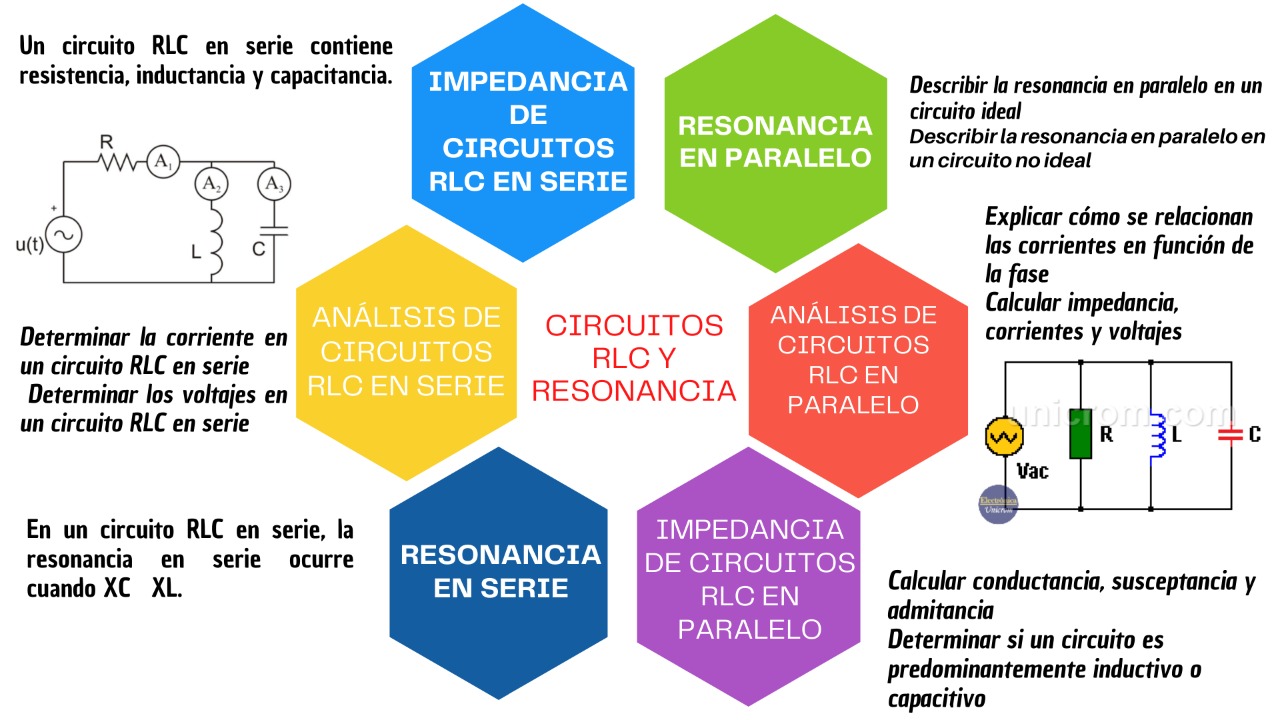 Un circuito RLC en serie contiene
resistencia, inductancia y capacitancia.
R
A1
A2
A3
+
u(t)
L
C
IMPEDANCIA
DE
CIRCUITOS
RLC EN SERIE
RESONANCIA
EN PARALELO
Describir la resonancia en paralelo en un
circuito ideal
Describir la resonancia en paralelo en
un circuito no ideal
ANÁLISIS DE
CIRCUITOS
RLC EN SERIE
Determinar la corriente en
un circuito RLC en serie
Determinar los voltajes en
un circuito RLC en serie
CIRCUITOS
RLC Y
RESONANCIA
ANÁLISIS DE
CIRCUITOS
RLC EN
PARALELO
Explicar cómo se relacionan
las corrientes en función de
la fase
Calcular impedancia,
corrientes y voltajes
unicrom.com
R
L
C
Vac
Electrónica
Unicrom
RESONANCIA
EN SERIE
En un circuito RLC en serie, la
resonancia en serie ocurre
cuando XC XL.
IMPEDANCIA
DE CIRCUITOS
RLC EN
PARALELO
Calcular conductancia, susceptancia y
admitancia
Determinar si un circuito es
predominantemente inductivo o
capacitivo